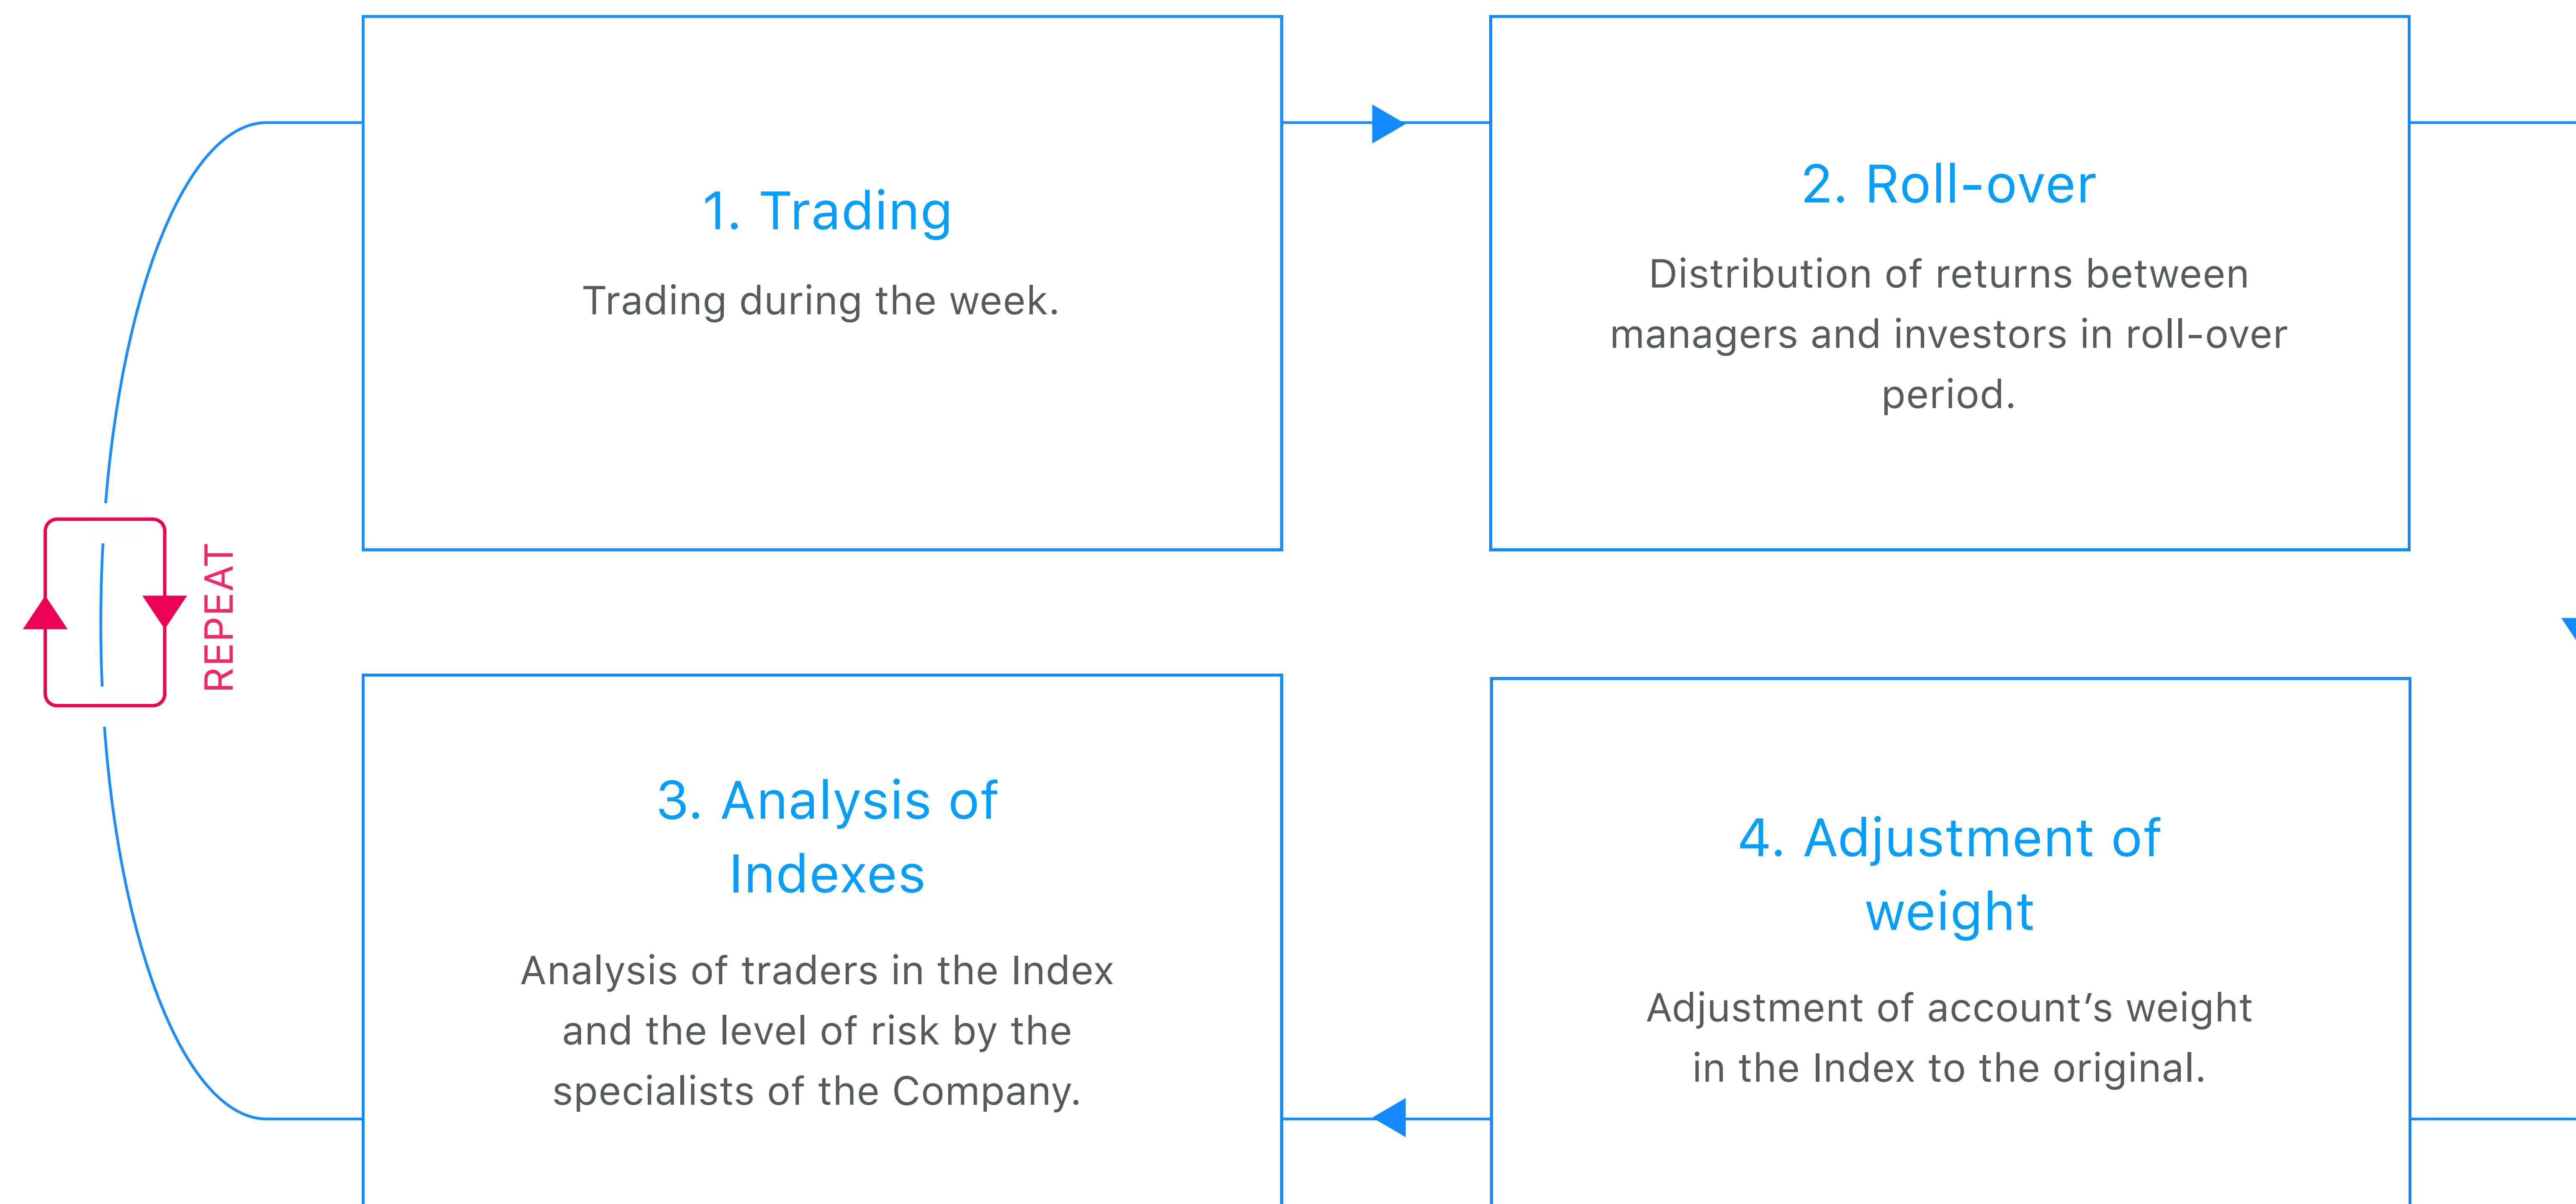 1. Trading
Trading during the week.
2. Roll-over
Distribution of returns between
managers and investors in roll-over
period.
REPEAT
3. Analysis of
Indexes
Analysis of traders in the Index
and the level of risk by the
specialists of the Company.
4. Adjustment of
weight
Adjustment of account’s weight
in the Index to the original.